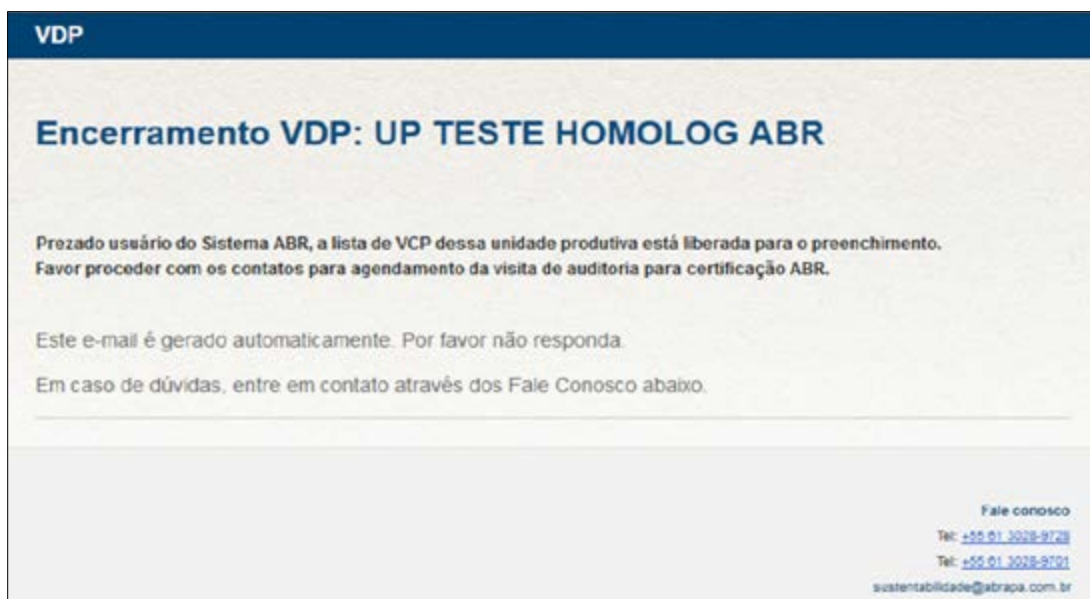 VDP
Encerramento VDP: UP TESTE HOMOLOG ABR
Prezado usuário do Sistema ABR, a lista de VCP dessa unidade produtiva está liberada para o preenchimento.
Favor proceder com os contatos para agendamento da visita de auditoria para certificação ABR.
Este e-mail é gerado automaticamente. Por favor não responda.
Em caso de dúvidas, entre em contato através dos Fale Conosco abaixo.
Fale conosco
Tel: +55 61 3028-9728
Tel: +55 61 3028-9701
sustentabilidade@abrapa.com.br